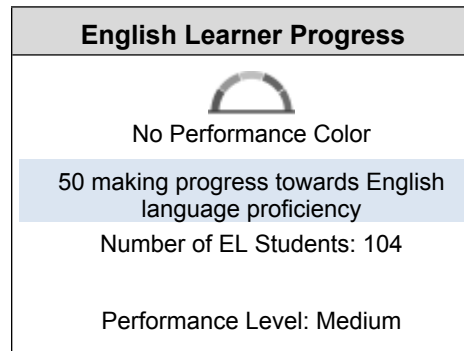 English Learner Progress
No Performance Color
50 making progress towards English
language proficiency
Number of EL Students: 104
Performance Level: Medium